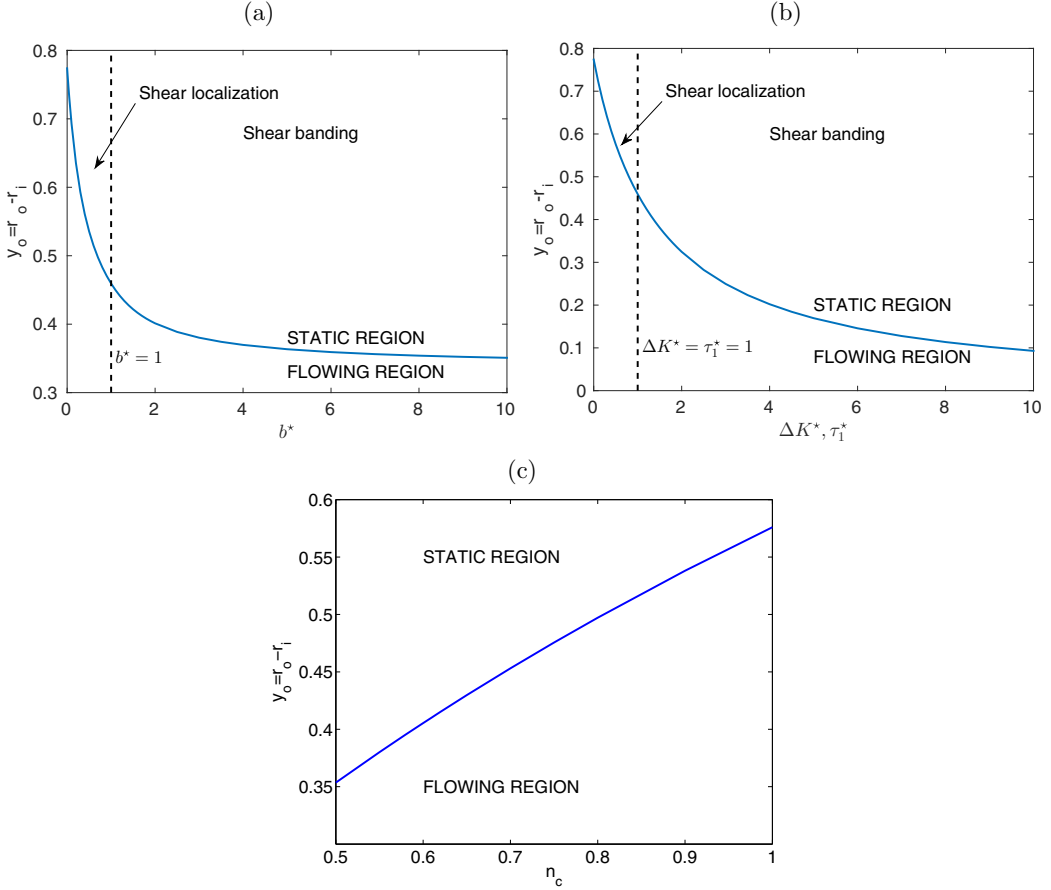 (a)
0.8
0.7
0.6
0.5
0.4
0.3
y_o=r_o-r_i
Shear localization
Shear banding
STATIC REGION
FLOWING REGION
b⋆ = 1
0 2 4 6 8 10
b⋆
(b)
0.8
0.7
0.6
0.5
0.4
0.3
0.2
0.1
0
y_o=r_o-r_i
Shear localization
Shear banding
STATIC REGION
ΔK⋆ = τ₁⋆ = 1
FLOWING REGION
0 2 4 6 8 10
ΔK⋆, τ₁⋆
(c)
0.6
0.55
0.5
0.45
0.4
0.35
y_o=r_o-r_i
STATIC REGION
FLOWING REGION
0.5 0.6 0.7 0.8 0.9 1
n_c